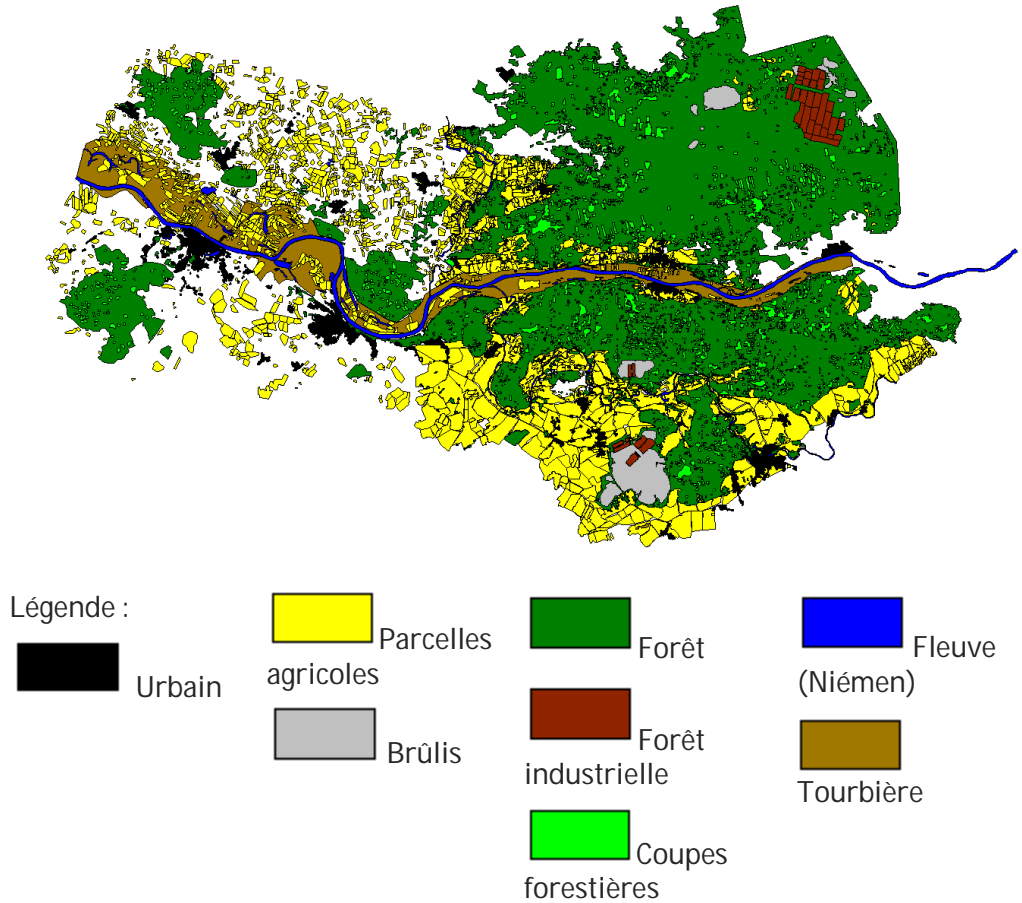 Légende :
Urbain
Parcelles
agricoles
Brûlis
Forêt
Forêt
industrielle
Coupes
forestières
Fleuve
(Niémen)
Tourbière